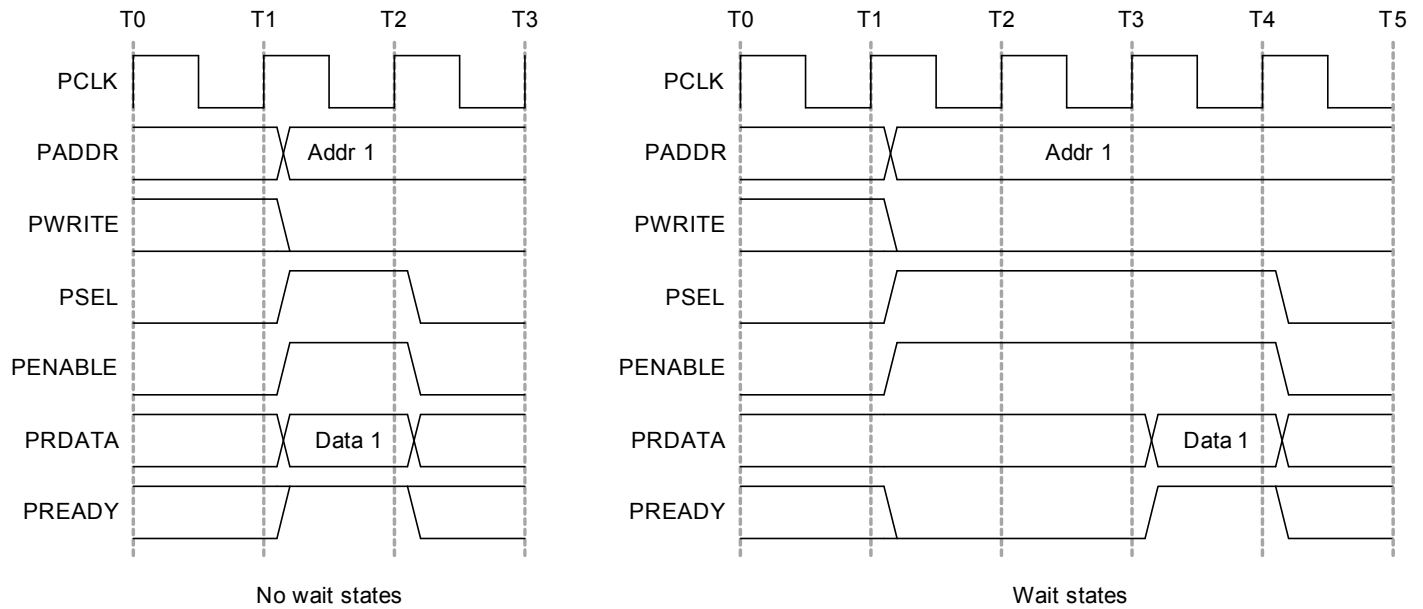 T0 T1 T2 T3
PCLK
PADDR Addr 1
PWRITE
PSEL
PENABLE
PRDATA Data 1
PREADY
No wait states
T0 T1 T2 T3 T4 T5
PCLK
PADDR Addr 1
PWRITE
PSEL
PENABLE
PRDATA Data 1
PREADY
Wait states